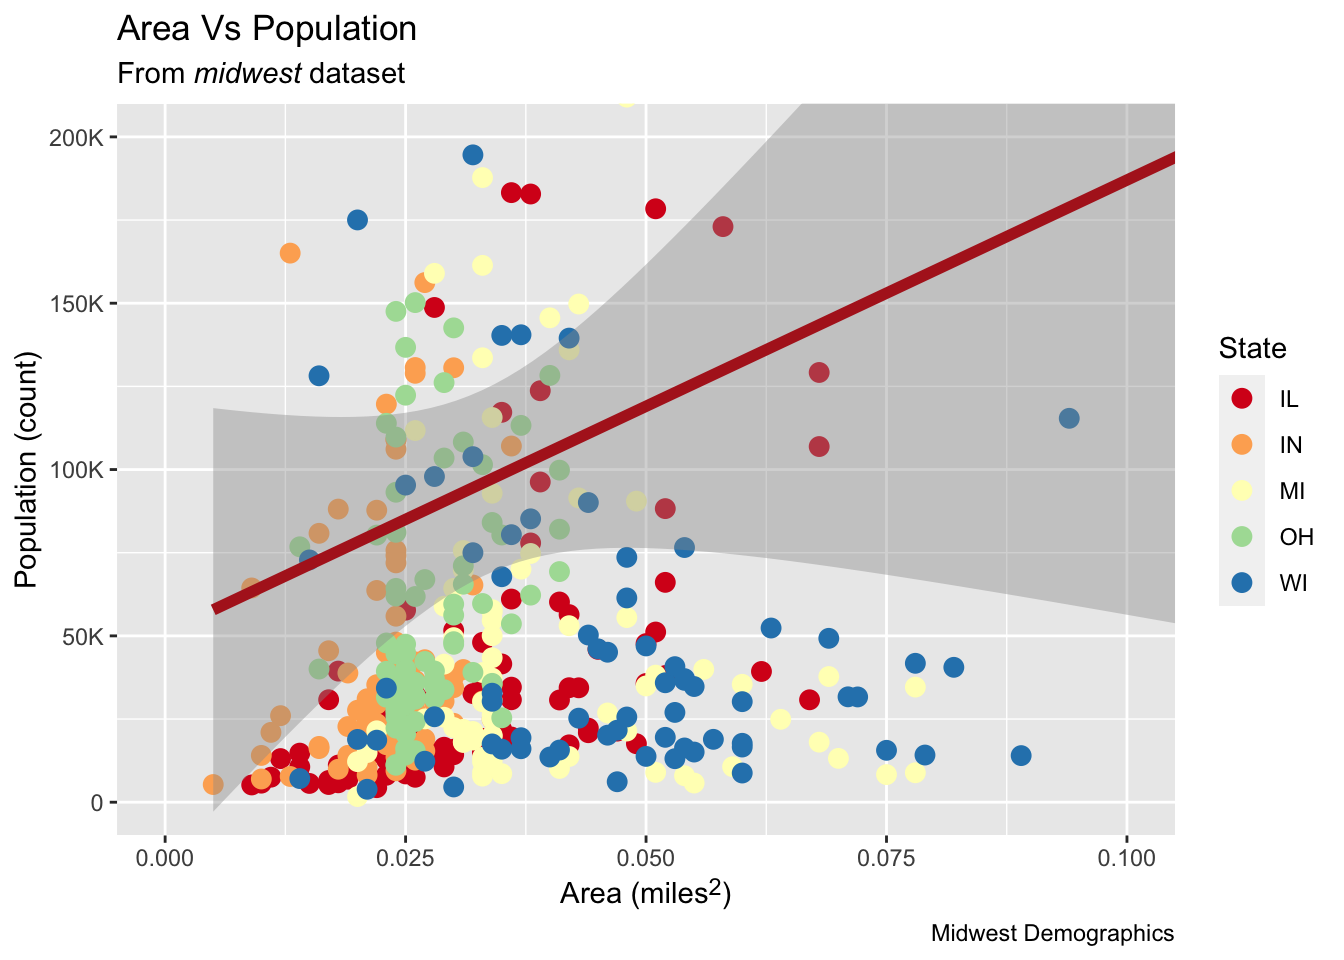 Area Vs Population
From midwest dataset
200K
150K
100K
50K
0
Population (count)
0.000
0.025
0.050
0.075
0.100
Area (miles²)
State
IL
IN
MI
OH
WI
Midwest Demographics